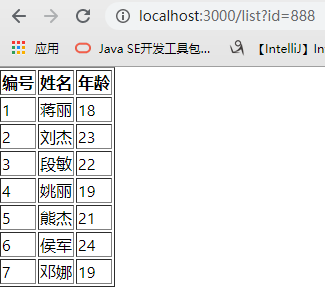 localhost:3000/list?id=888
应用 Java SE开发工具包... 【IntelliJ】In
编号 姓名 年龄
1 蒋丽 18
2 刘杰 23
3 段敏 22
4 姚丽 19
5 熊杰 21
6 侯军 24
7 邓娜 19